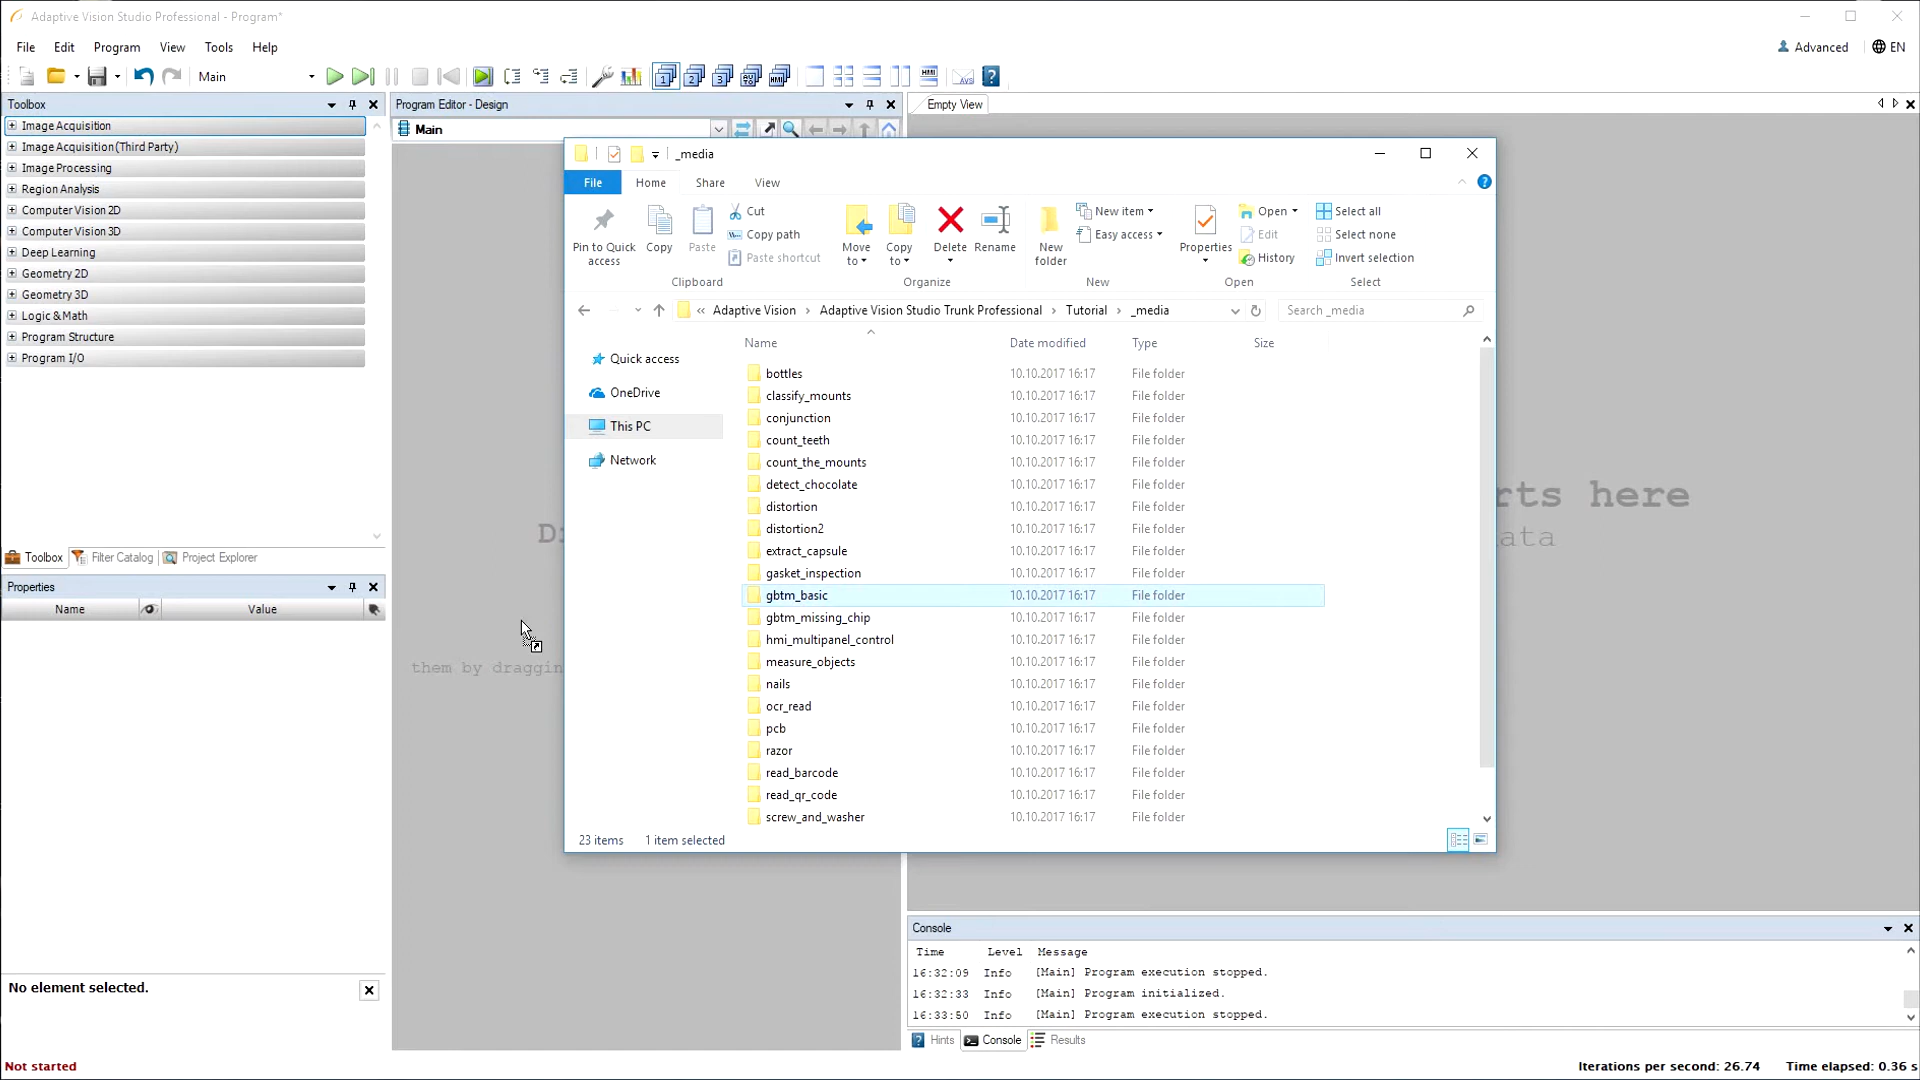 Adaptive Vision Studio Professional - Program*
File Edit Program View Tools Help
Advanced EN
Main
1 2 3 HMI HMI AVS
Toolbox
Image Acquisition
Image Acquisition (Third Party)
Image Processing
Region Analysis
Computer Vision 2D
Computer Vision 3D
Deep Learning
Geometry 2D
Geometry 3D
Logic & Math
Program Structure
Program I/O
Toolbox Filter Catalog Project Explorer
Properties
Name Value
No element selected.
Not started
Program Editor - Design
Main
them by
Empty View
rts here
ata
_media
File Home Share View
Pin to Quick access
Copy
Paste
Cut
Copy path
Paste shortcut
Clipboard
Move to
Copy to
Delete
Rename
Organize
New folder
New item
Easy access
New
Properties
Open
Edit
History
Open
Select all
Select none
Invert selection
Select
« Adaptive Vision › Adaptive Vision Studio Trunk Professional › Tutorial › _media
Search _media
Quick access
OneDrive
This PC
Network
Name Date modified Type Size
bottles 10.10.2017 16:17 File folder
classify_mounts 10.10.2017 16:17 File folder
conjunction 10.10.2017 16:17 File folder
count_teeth 10.10.2017 16:17 File folder
count_the_mounts 10.10.2017 16:17 File folder
detect_chocolate 10.10.2017 16:17 File folder
distortion 10.10.2017 16:17 File folder
distortion2 10.10.2017 16:17 File folder
extract_capsule 10.10.2017 16:17 File folder
gasket_inspection 10.10.2017 16:17 File folder
gbtm_basic 10.10.2017 16:17 File folder
gbtm_missing_chip 10.10.2017 16:17 File folder
hmi_multipanel_control 10.10.2017 16:17 File folder
measure_objects 10.10.2017 16:17 File folder
nails 10.10.2017 16:17 File folder
ocr_read 10.10.2017 16:17 File folder
pcb 10.10.2017 16:17 File folder
razor 10.10.2017 16:17 File folder
read_barcode 10.10.2017 16:17 File folder
read_qr_code 10.10.2017 16:17 File folder
screw_and_washer 10.10.2017 16:17 File folder
23 items 1 item selected
Console
Time Level Message
16:32:09 Info [Main] Program execution stopped.
16:32:33 Info [Main] Program initialized.
16:33:50 Info [Main] Program execution stopped.
Hints Console Results
Iterations per second: 26.74 Time elapsed: 0.36 s